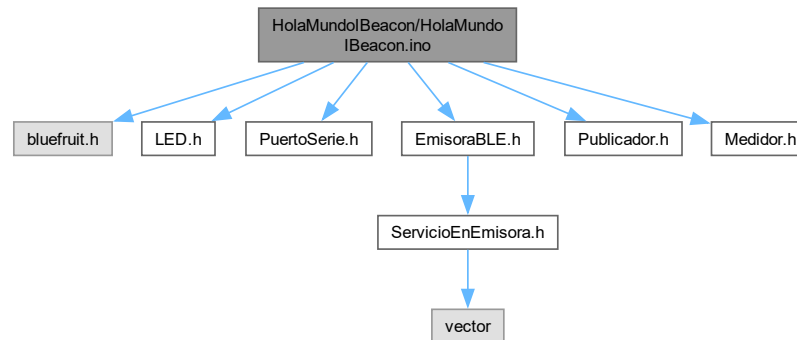 HolaMundoIBeacon/HolaMundo
IBeacon.ino
bluefruit.h
LED.h
PuertoSerie.h
EmisoraBLE.h
Publicador.h
Medidor.h
ServicioEnEmisora.h
vector